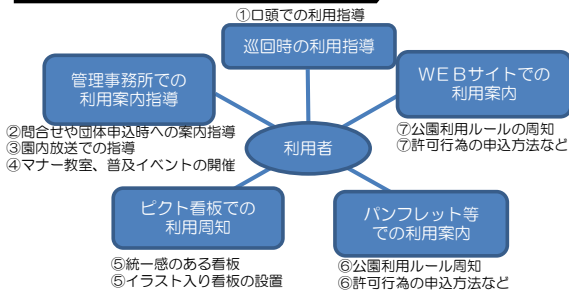 ①口頭での利用指導
巡回時の利用指導
管理事務所での
利用案内指導
②問合せや団体申込時への案内指導
③園内放送での指導
④マナー教室、普及イベントの開催
WEBサイトでの
利用案内
⑦公園利用ルールの周知
⑦許可行為の申込方法など
利用者
ピクト看板での
利用周知
⑤統一感のある看板
⑤イラスト入り看板の設置
パンフレット等
での利用案内
⑥公園利用ルール周知
⑥許可行為の申込方法など